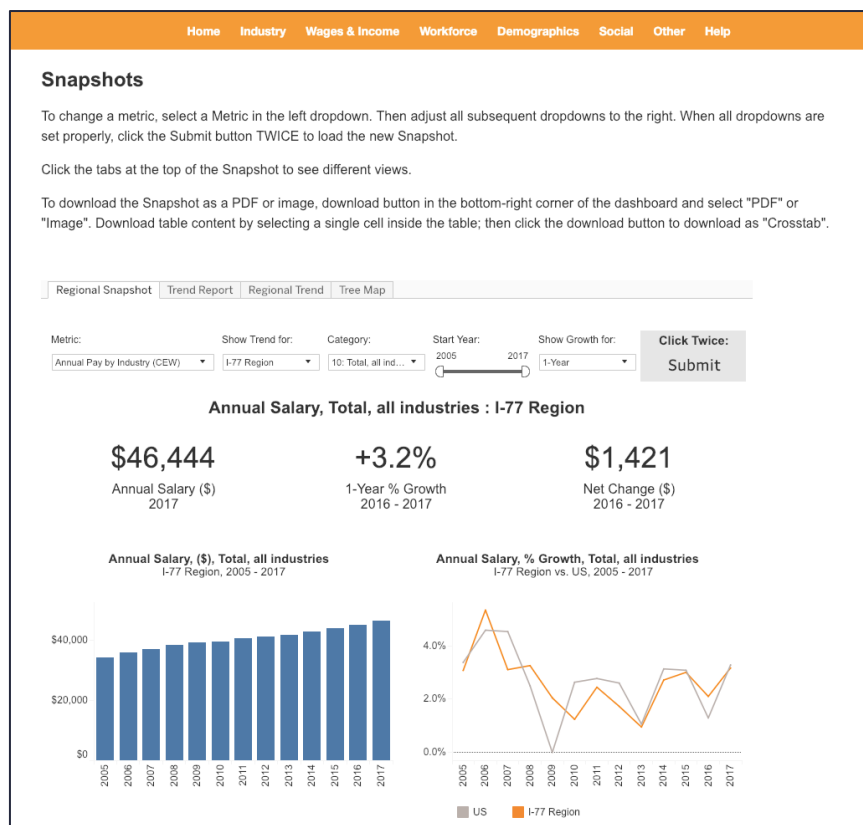 Home Industry Wages & Income Workforce Demographics Social Other Help
Snapshots
To change a metric, select a Metric in the left dropdown. Then adjust all subsequent dropdowns to the right. When all dropdowns are
set properly, click the Submit button TWICE to load the new Snapshot.
Click the tabs at the top of the Snapshot to see different views.
To download the Snapshot as a PDF or image, download button in the bottom-right corner of the dashboard and select "PDF" or
"Image". Download table content by selecting a single cell inside the table; then click the download button to download as "Crosstab".
Regional Snapshot Trend Report Regional Trend Tree Map
Metric: Show Trend for: Category: Start Year: Show Growth for: Click Twice:
2005 2017
Annual Pay by Industry (CEW) I-77 Region 10: Total, all ind... 1-Year Submit
Annual Salary, Total, all industries : I-77 Region
$46,444 +3.2% $1,421
Annual Salary ($) 1-Year % Growth Net Change ($)
2017 2016 - 2017 2016 - 2017
Annual Salary, ($), Total, all industries
I-77 Region, 2005 - 2017
$40,000
$20,000
$0
2005 2006 2007 2008 2009 2010 2011 2012 2013 2014 2015 2016 2017
Annual Salary, % Growth, Total, all industries
I-77 Region vs. US, 2005 - 2017
4.0%
2.0%
0.0%
2005 2006 2007 2008 2009 2010 2011 2012 2013 2014 2015 2016 2017
US I-77 Region